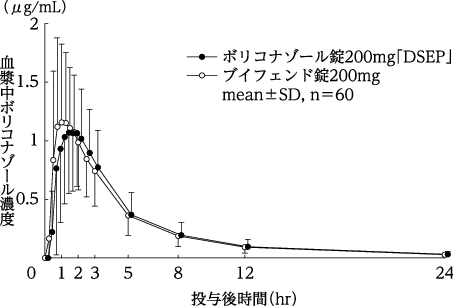 (μg/mL)
2
1.5
1
0.5
0
血漿中ボリコナゾール濃度
ボリコナゾール錠200mg「DSEP」
ブイフェンド錠200mg
mean±SD, n=60
1 2 3 5 8 12 24
投与後時間(hr)